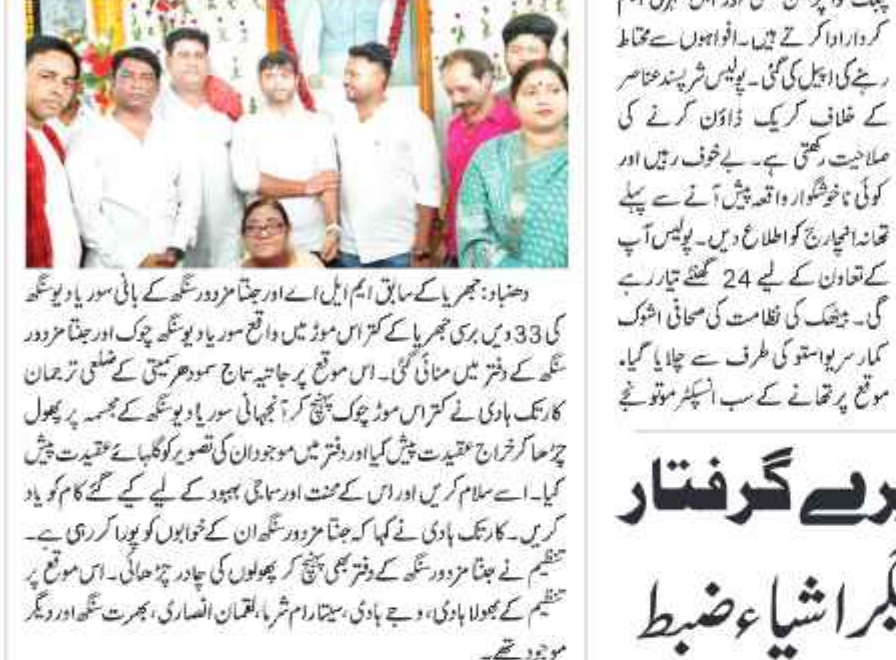 دھنباد: جھریا کے سابق ایم ایل اے اور جنتا مزدور سنگھ کے بانی سوریا دیو سنگھ
کی 33 ویں برسی جھریا کے کتراس موڑ میں واقع سوریا دیو سنگھ چوک اور جنتا مزدور
سنگھ کے دفتر میں منائی گئی۔ اس موقع پر جاتیہ سماج سمودھر سمیتی کے ضلعی ترجمان
کارتک ہادی نے کتراس موڑ چوک پہنچ کر آنجہانی سوریا دیو سنگھ کے مجسمہ پر پھول
چڑھا کر خراج عقیدت پیش کیا اور دفتر میں موجود ان کی تصویر کو گلہائے عقیدت پیش
کیا۔ اسے سلام کریں اور اس کے محنت اور سماجی بہبود کے لیے کیے گئے کام کو یاد
کریں۔ کارتک ہادی نے کہا کہ جنتا مزدور سنگھ ان کے خوابوں کو پورا کر رہی ہے۔
تنظیم نے جنتا مزدور سنگھ کے دفتر بھی پہنچ کر پھولوں کی چادر چڑھائی۔ اس موقع پر
تنظیم کے بھولا ہادی، وجے ہادی، سیتا رام شرما، لقمان انصاری، بھرت سنگھ اور دیگر
موجود تھے۔
کردار ادا کرتے ہیں۔ افواہوں سے محتاط
رہنے کی اپیل کی گئی۔ پولیس شرپسند عناصر
کے خلاف کریک ڈاؤن کرنے کی
صلاحیت رکھتی ہے۔ بے خوف رہیں اور
کوئی ناخوشگوار واقعہ پیش آنے سے پہلے
تھانہ انچارج کو اطلاع دیں۔ پولیس آپ
کے تعاون کے لیے 24 گھنٹے تیار رہے
گی۔ بیٹھک کی نظامت کی صحافی اشوک
کمار سریواستو کی طرف سے چلایا گیا۔
موقع پر تھانے کے سب انسپکٹر موتونجے
گرفتار
اشیاء ضبط